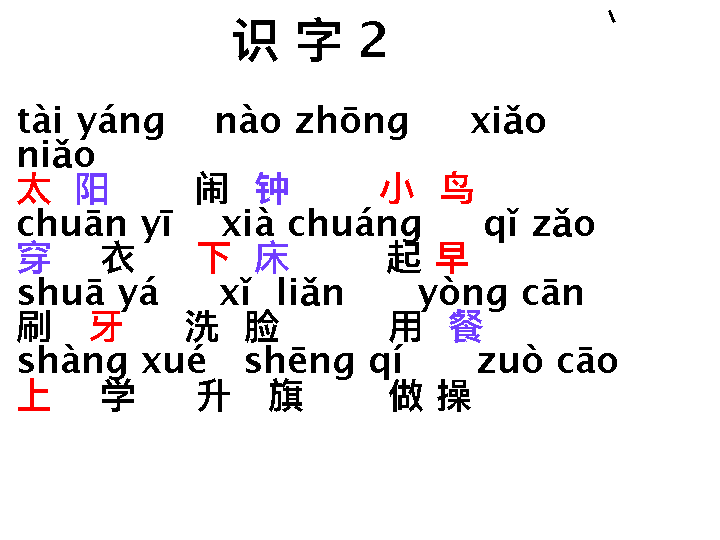 识 字 2
tài yáng nào zhōng xiǎo
niǎo
太 阳 闹 钟 小 鸟
chuān yī xià chuáng qǐ zǎo
穿 衣 下 床 起 早
shuā yá xǐ liǎn yòng cān
刷 牙 洗 脸 用 餐
shàng xué shēng qí zuò cāo
上 学 升 旗 做 操